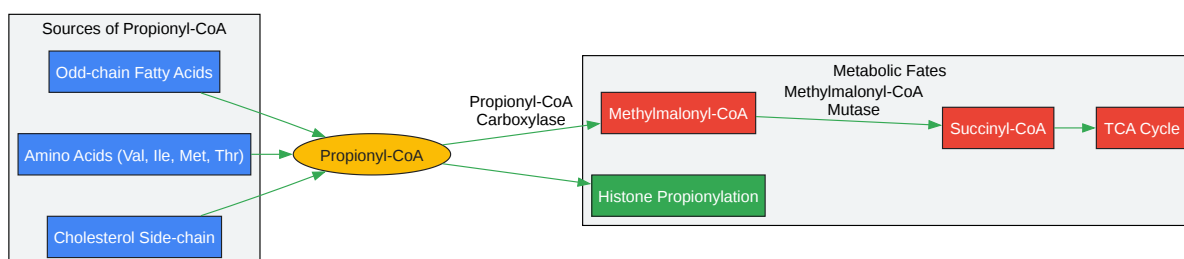 Sources of Propionyl-CoA
Odd-chain Fatty Acids
Amino Acids (Val, Ile, Met, Thr)
Cholesterol Side-chain
Propionyl-CoA
Propionyl-CoA
Carboxylase
Metabolic Fates
Methylmalonyl-CoA
Methylmalonyl-CoA
Mutase
Succinyl-CoA
TCA Cycle
Histone Propionylation